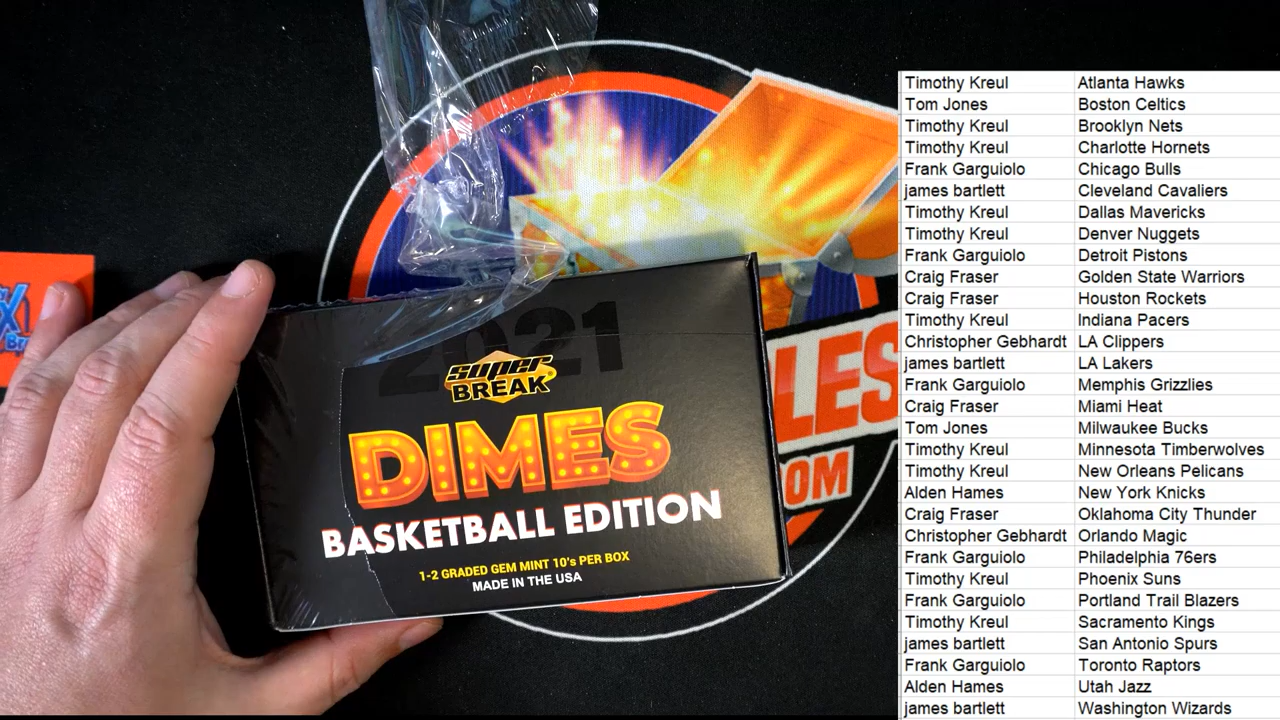 2021
super
BREAK
DIMES
BASKETBALL EDITION
1-2 GRADED GEM MINT 10's PER BOX
MADE IN THE USA
LES
OM
Timothy Kreul Atlanta Hawks
Tom Jones Boston Celtics
Timothy Kreul Brooklyn Nets
Timothy Kreul Charlotte Hornets
Frank Garguiolo Chicago Bulls
james bartlett Cleveland Cavaliers
Timothy Kreul Dallas Mavericks
Timothy Kreul Denver Nuggets
Frank Garguiolo Detroit Pistons
Craig Fraser Golden State Warriors
Craig Fraser Houston Rockets
Timothy Kreul Indiana Pacers
Christopher Gebhardt LA Clippers
james bartlett LA Lakers
Frank Garguiolo Memphis Grizzlies
Craig Fraser Miami Heat
Tom Jones Milwaukee Bucks
Timothy Kreul Minnesota Timberwolves
Timothy Kreul New Orleans Pelicans
Alden Hames New York Knicks
Craig Fraser Oklahoma City Thunder
Christopher Gebhardt Orlando Magic
Frank Garguiolo Philadelphia 76ers
Timothy Kreul Phoenix Suns
Frank Garguiolo Portland Trail Blazers
Timothy Kreul Sacramento Kings
james bartlett San Antonio Spurs
Frank Garguiolo Toronto Raptors
Alden Hames Utah Jazz
james bartlett Washington Wizards